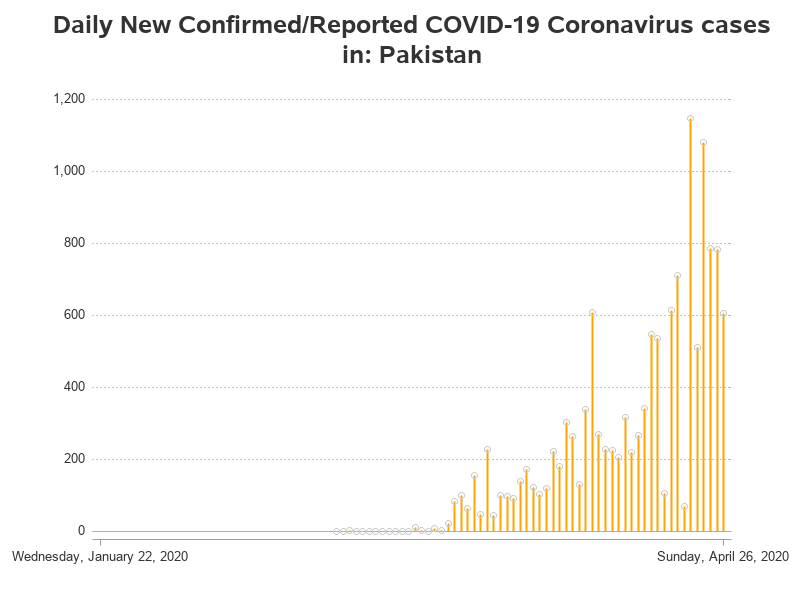 Daily New Confirmed/Reported COVID-19 Coronavirus cases
in: Pakistan
1,200
1,000
800
600
400
200
0
Wednesday, January 22, 2020
Sunday, April 26, 2020